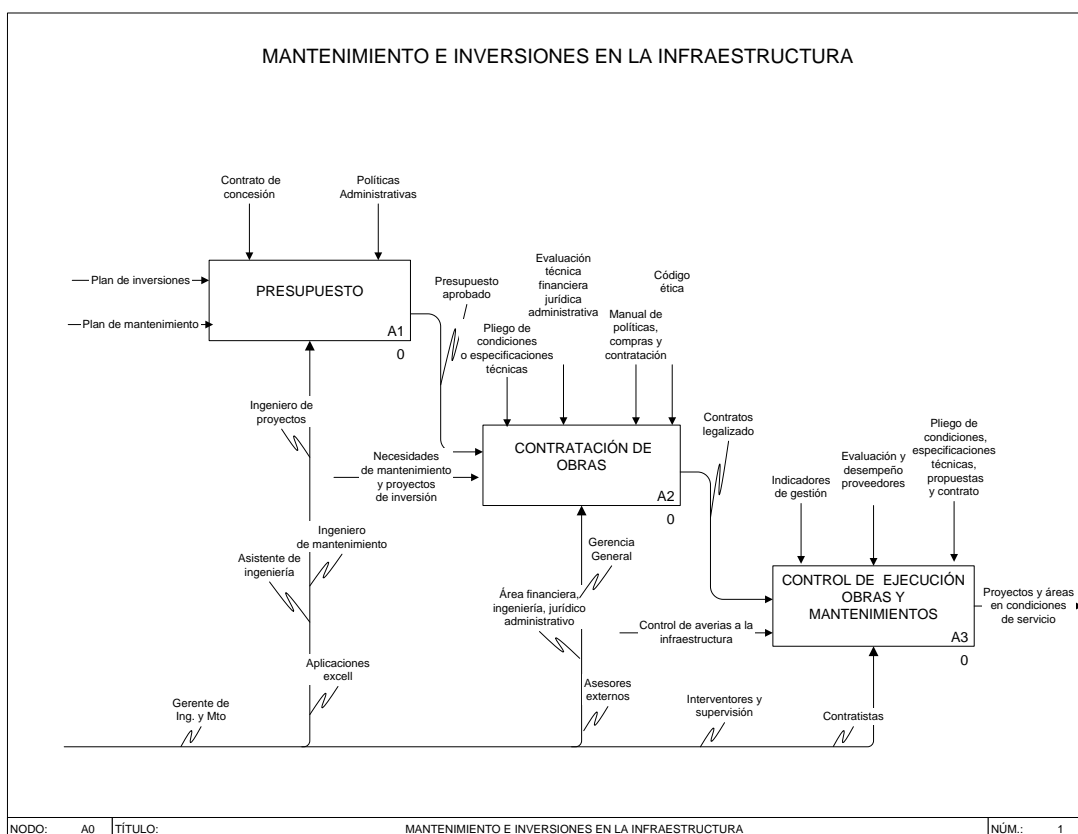 MANTENIMIENTO E INVERSIONES EN LA INFRAESTRUCTURA
Contrato de
concesión
Políticas
Administrativas
Plan de inversiones
Plan de mantenimiento
PRESUPUESTO
A1
0
Presupuesto
aprobado
Pliego de
condiciones
o especificaciones
técnicas
Evaluación
técnica
financiera
jurídica
administrativa
Manual de
políticas,
compras y
contratación
Código
ética
Necesidades
de mantenimiento
y proyectos
de inversión
CONTRATACIÓN DE
OBRAS
A2
0
Contratos
legalizado
Indicadores
de gestión
Evaluación y
desempeño
proveedores
Pliego de
condiciones,
especificaciones
técnicas,
propuestas
y contrato
Control de averias a la
infraestructura
CONTROL DE EJECUCIÓN
OBRAS Y
MANTENIMIENTOS
A3
0
Proyectos y áreas
en condiciones
de servicio
Ingeniero de
proyectos
Ingeniero
de mantenimiento
Asistente de
ingeniería
Aplicaciones
excell
Gerente de
Ing. y Mto
Gerencia
General
Área financiera,
ingeniería, jurídico
administrativo
Asesores
externos
Interventores y
supervisión
Contratistas
NODO: A0 TÍTULO: MANTENIMIENTO E INVERSIONES EN LA INFRAESTRUCTURA NÚM.: 1